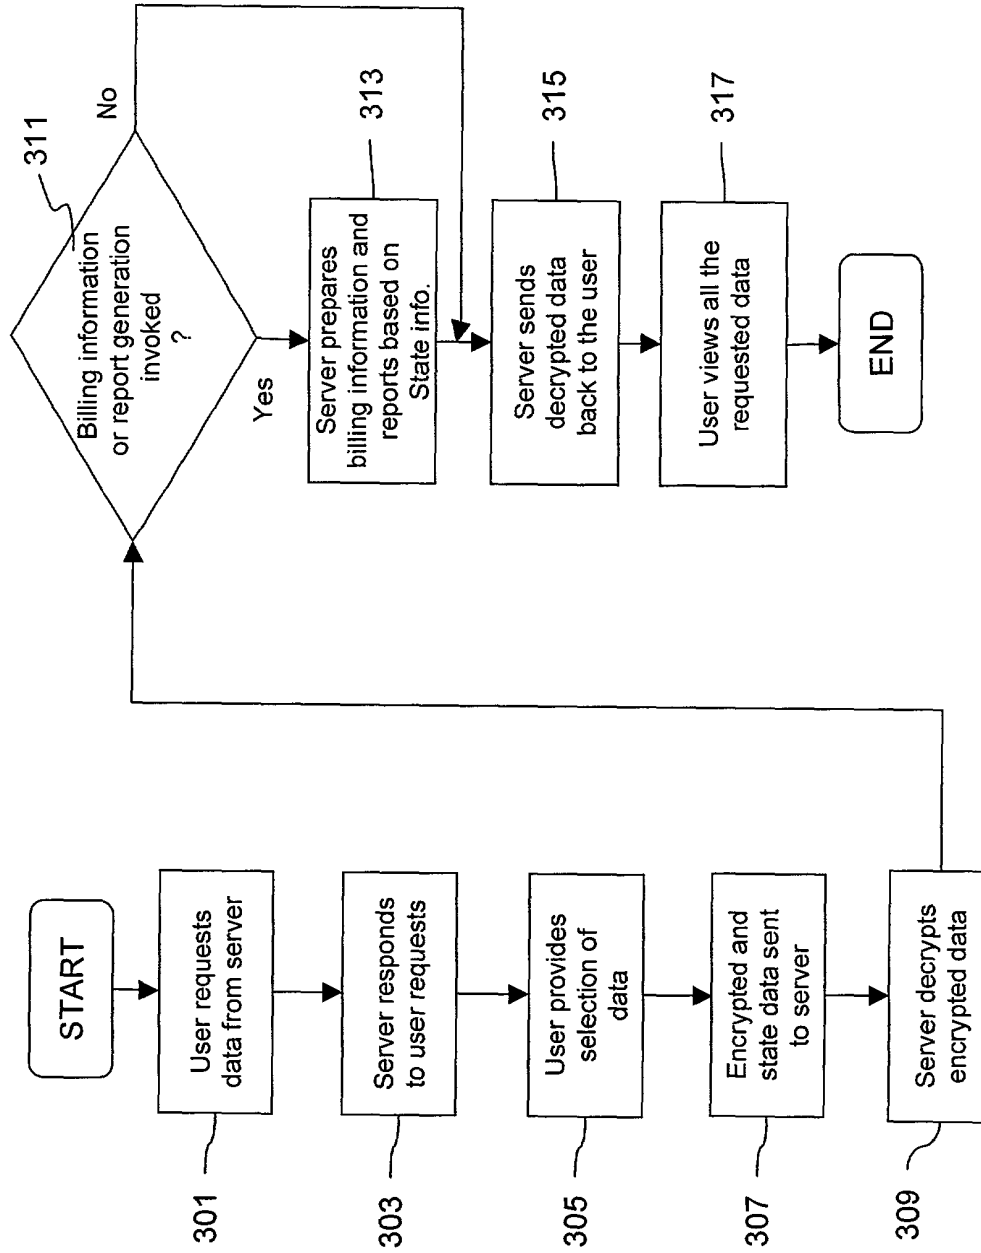 START
301
User requests
data from server
303
Server responds
to user requests
305
User provides
selection of
data
307
Encrypted and
state data sent
to server
309
Server decrypts
encrypted data
311
Billing information
or report generation
invoked
?
No
Yes
313
Server prepares
billing information and
reports based on
State info.
315
Server sends
decrypted data
back to the user
317
User views all the
requested data
END